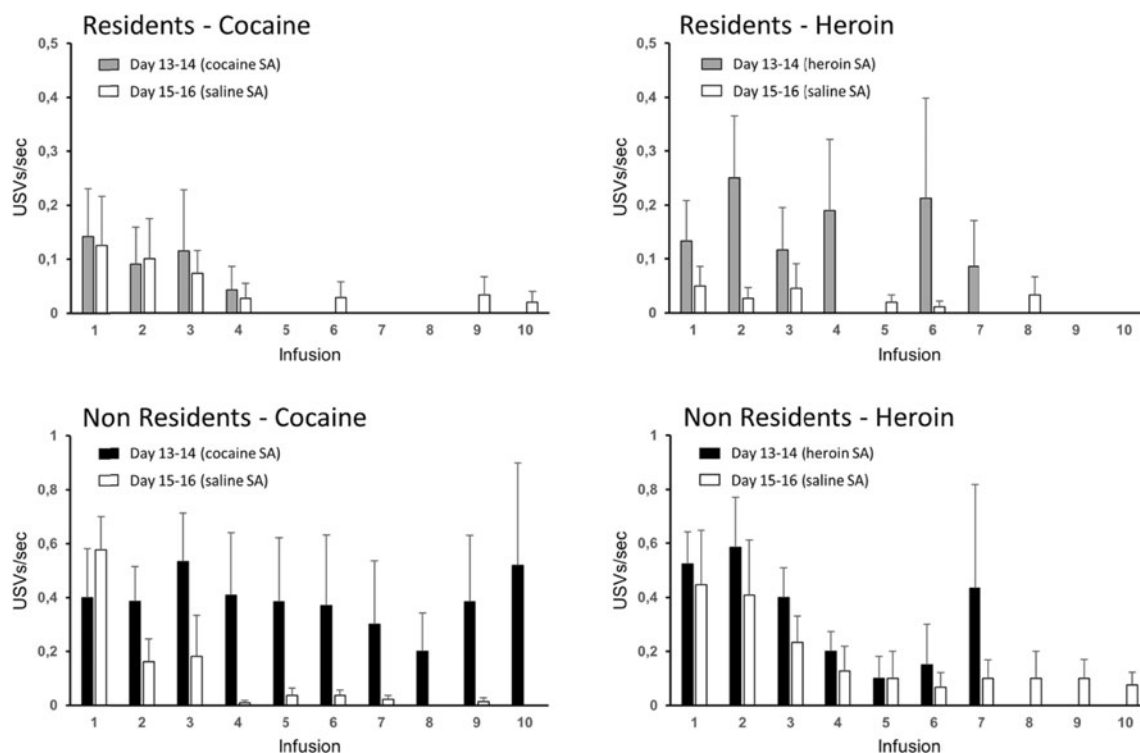 Residents - Cocaine
0,5
0,4
0,3
0,2
0,1
0
USVs/sec
Day 13-14 (cocaine SA)
Day 15-16 (saline SA)
1 2 3 4 5 6 7 8 9 10
Infusion
Residents - Heroin
0,5
0,4
0,3
0,2
0,1
0
USVs/sec
Day 13-14 (heroin SA)
Day 15-16 (saline SA)
1 2 3 4 5 6 7 8 9 10
Infusion
Non Residents - Cocaine
1
0,8
0,6
0,4
0,2
0
USVs/sec
Day 13-14 (cocaine SA)
Day 15-16 (saline SA)
1 2 3 4 5 6 7 8 9 10
Infusion
Non Residents - Heroin
1
0,8
0,6
0,4
0,2
0
USVs/sec
Day 13-14 (heroin SA)
Day 15-16 (saline SA)
1 2 3 4 5 6 7 8 9 10
Infusion